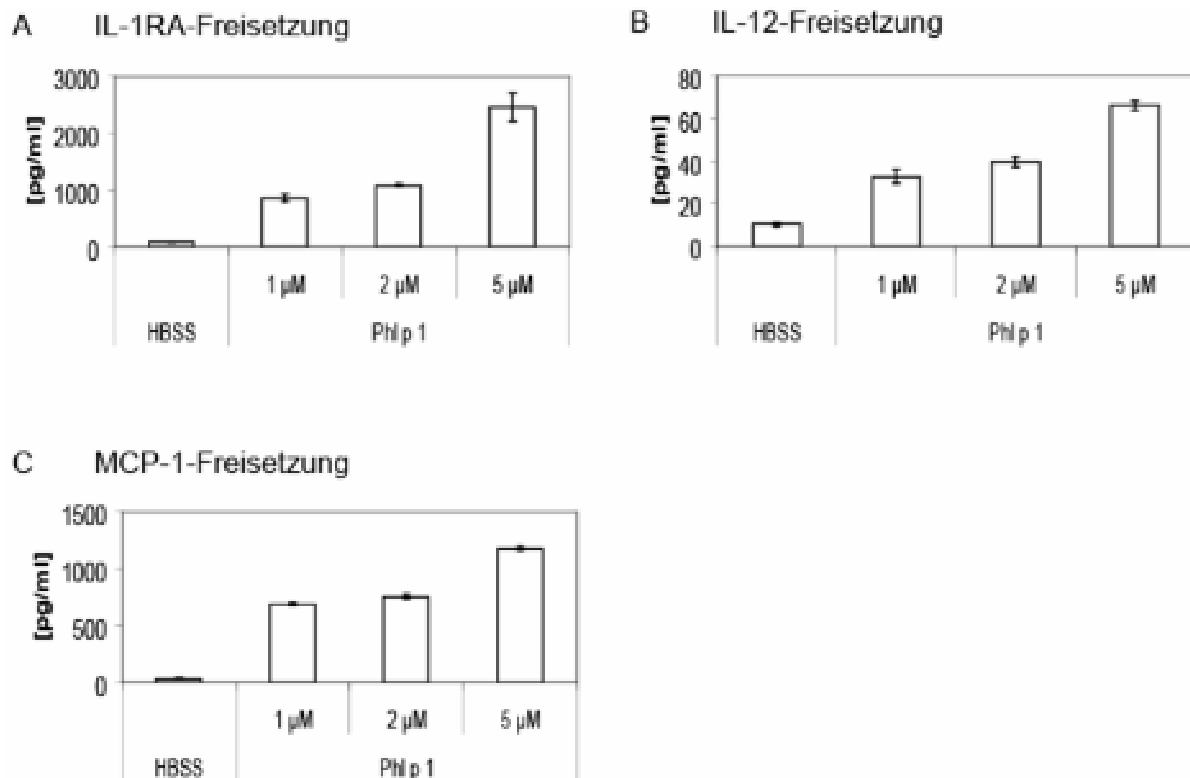 A IL-1RA-Freisetzung
[pg/ml]
3000
2000
1000
0
1 µM 2 µM 5 µM
HBSS Phl p 1
B IL-12-Freisetzung
[pg/ml]
80
60
40
20
0
1 µM 2 µM 5 µM
HBSS Phl p 1
C MCP-1-Freisetzung
[pg/ml]
1500
1000
500
0
1 µM 2 µM 5 µM
HBSS Phl p 1